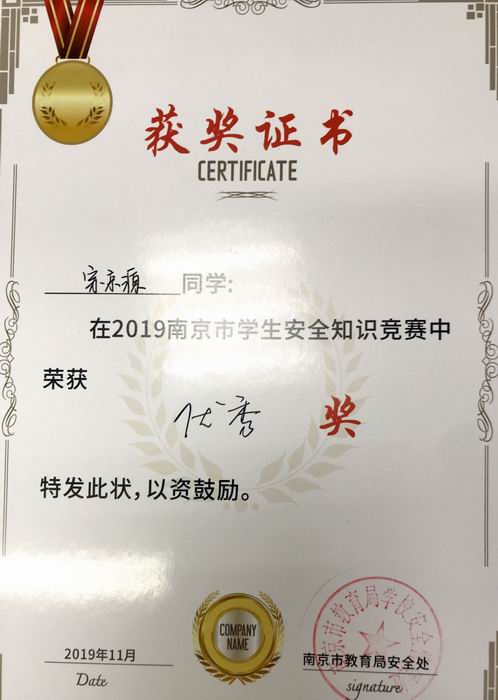 获奖证书
CERTIFICATE
同学:
在2019南京市学生安全知识竞赛中
荣获
优秀 奖
特发此状,以资鼓励。
COMPANY
NAME
2019年11月
Date
南京市教育局安全处
signature